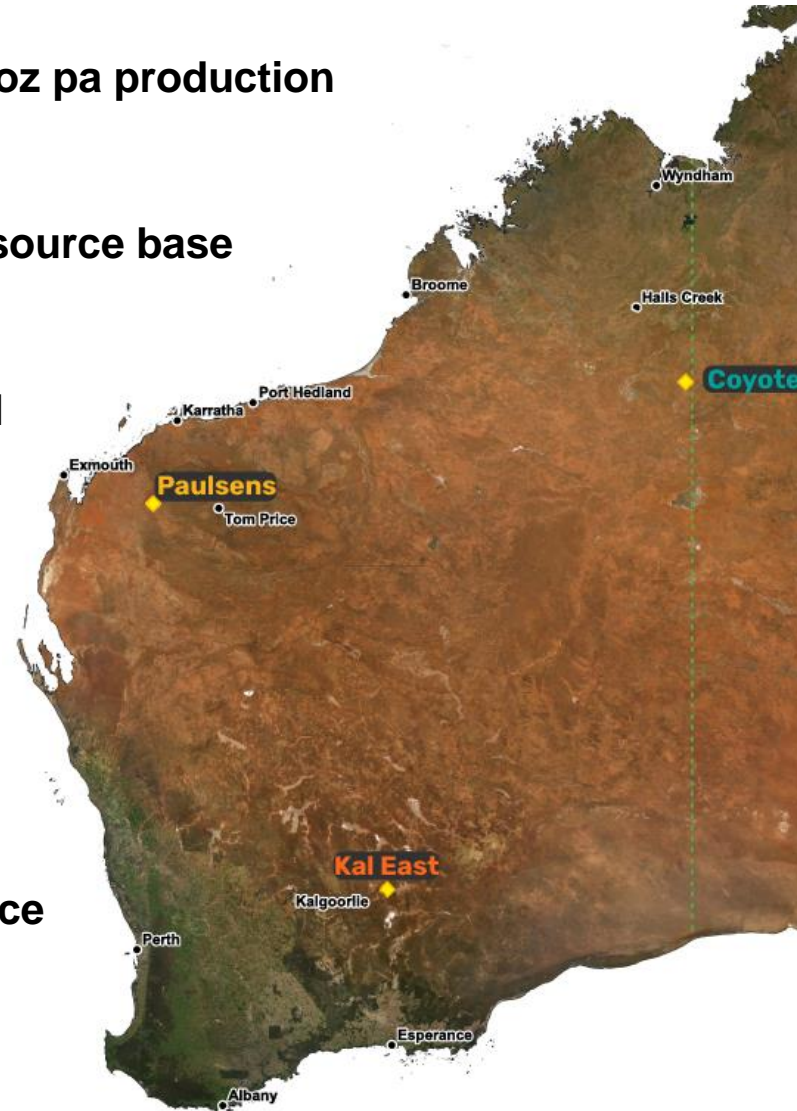 oz pa production
Wyndham
source base
Broome
Halls Creek
Coyote
Port Hedland
Karratha
Exmouth
Paulsens
Tom Price
Kal East
Kalgoorlie
ce
Perth
Esperance
Albany